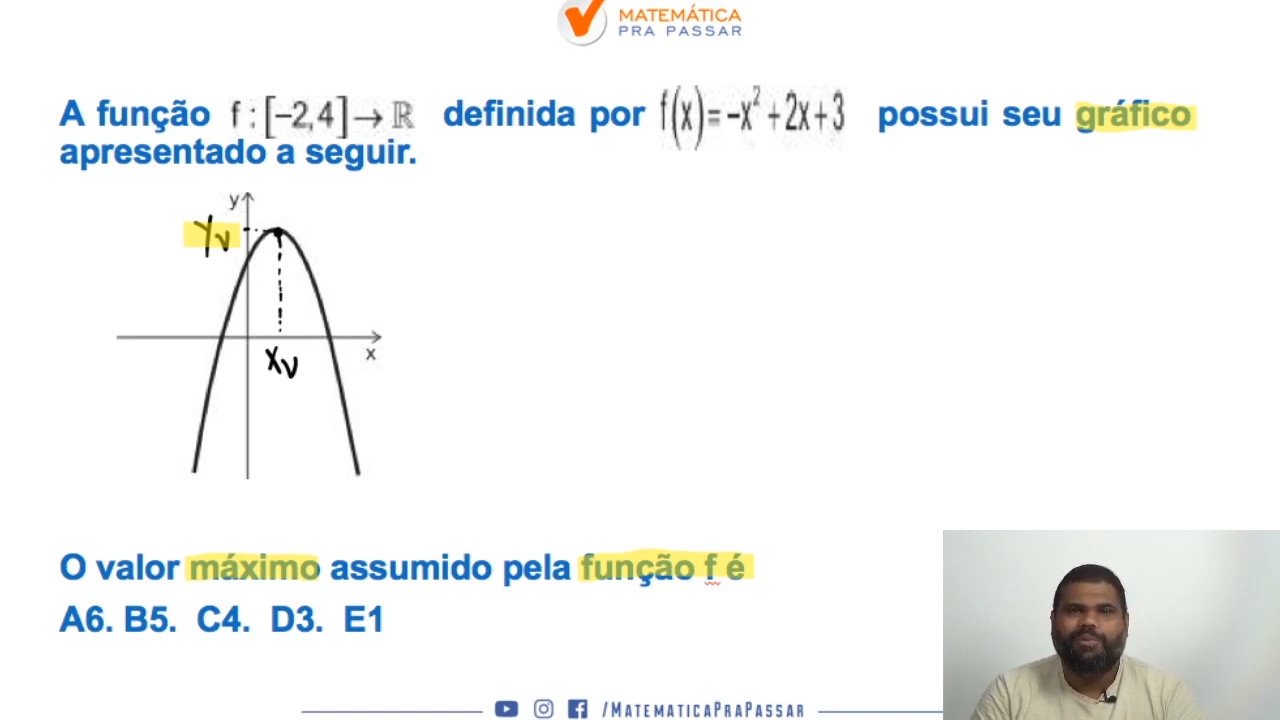 MATEMÁTICA
PRA PASSAR
A função f : [−2,4] → ℝ definida por f(x) = −x² + 2x + 3 possui seu gráfico
apresentado a seguir.
y
Yv
x
Xv
O valor máximo assumido pela função f é
A6. B5. C4. D3. E1
/MATEMATICAPRAPASSAR